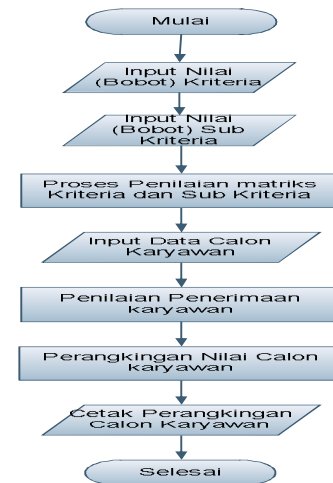 Mulai
Input Nilai
(Bobot) Kriteria
Input Nilai
(Bobot) Sub
Kriteria
Proses Penilaian matriks
Kriteria dan Sub Kriteria
Input Data Calon
Karyawan
Penilaian Penerimaan
karyawan
Perangkingan Nilai Calon
karyawan
Cetak Perangkingan
Calon Karyawan
Selesai